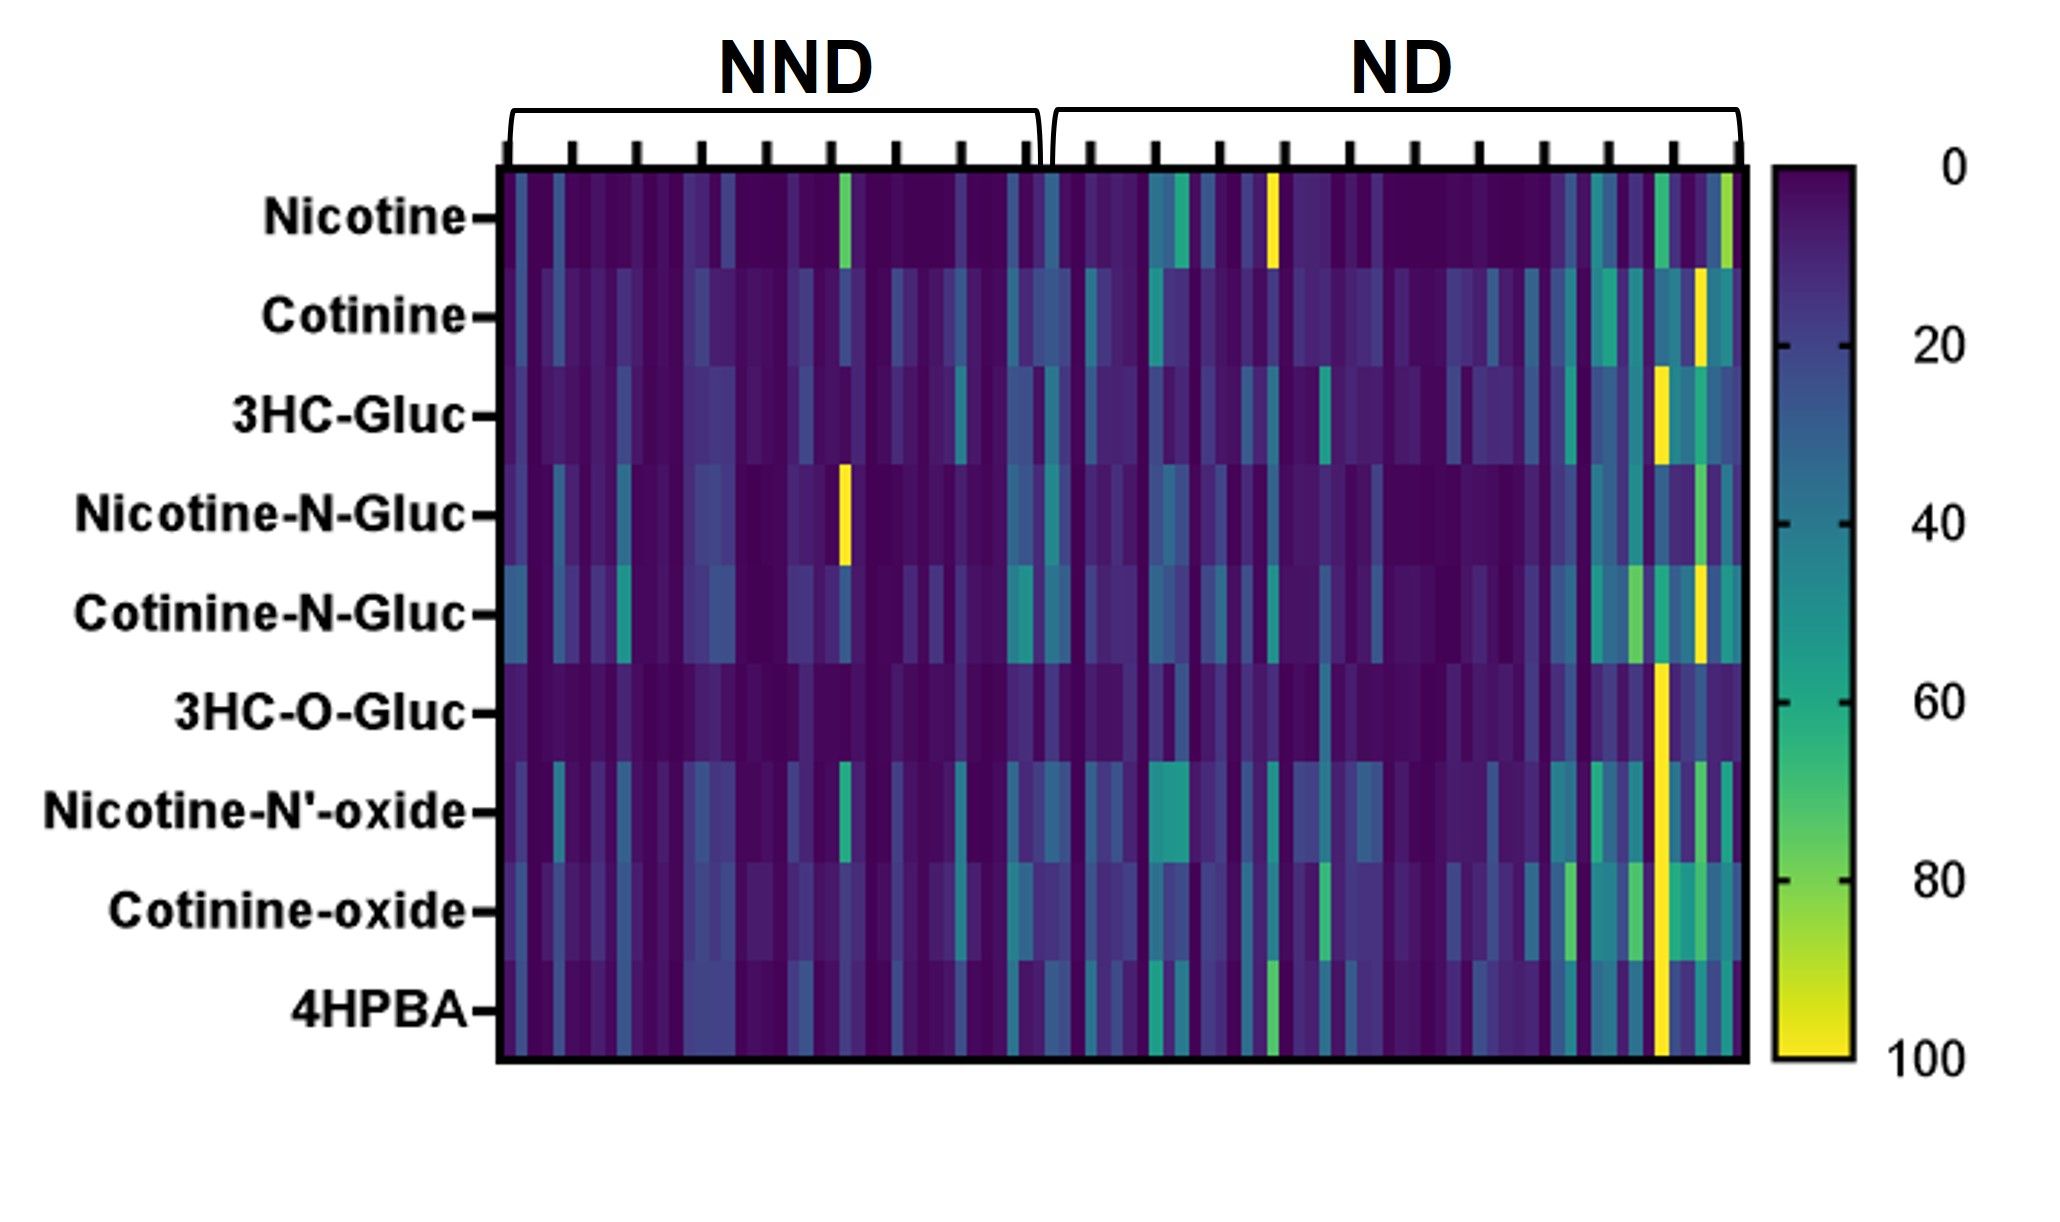 NND ND
Nicotine
Cotinine
3HC-Gluc
Nicotine-N-Gluc
Cotinine-N-Gluc
3HC-O-Gluc
Nicotine-N'-oxide
Cotinine-oxide
4HPBA
0
20
40
60
80
100